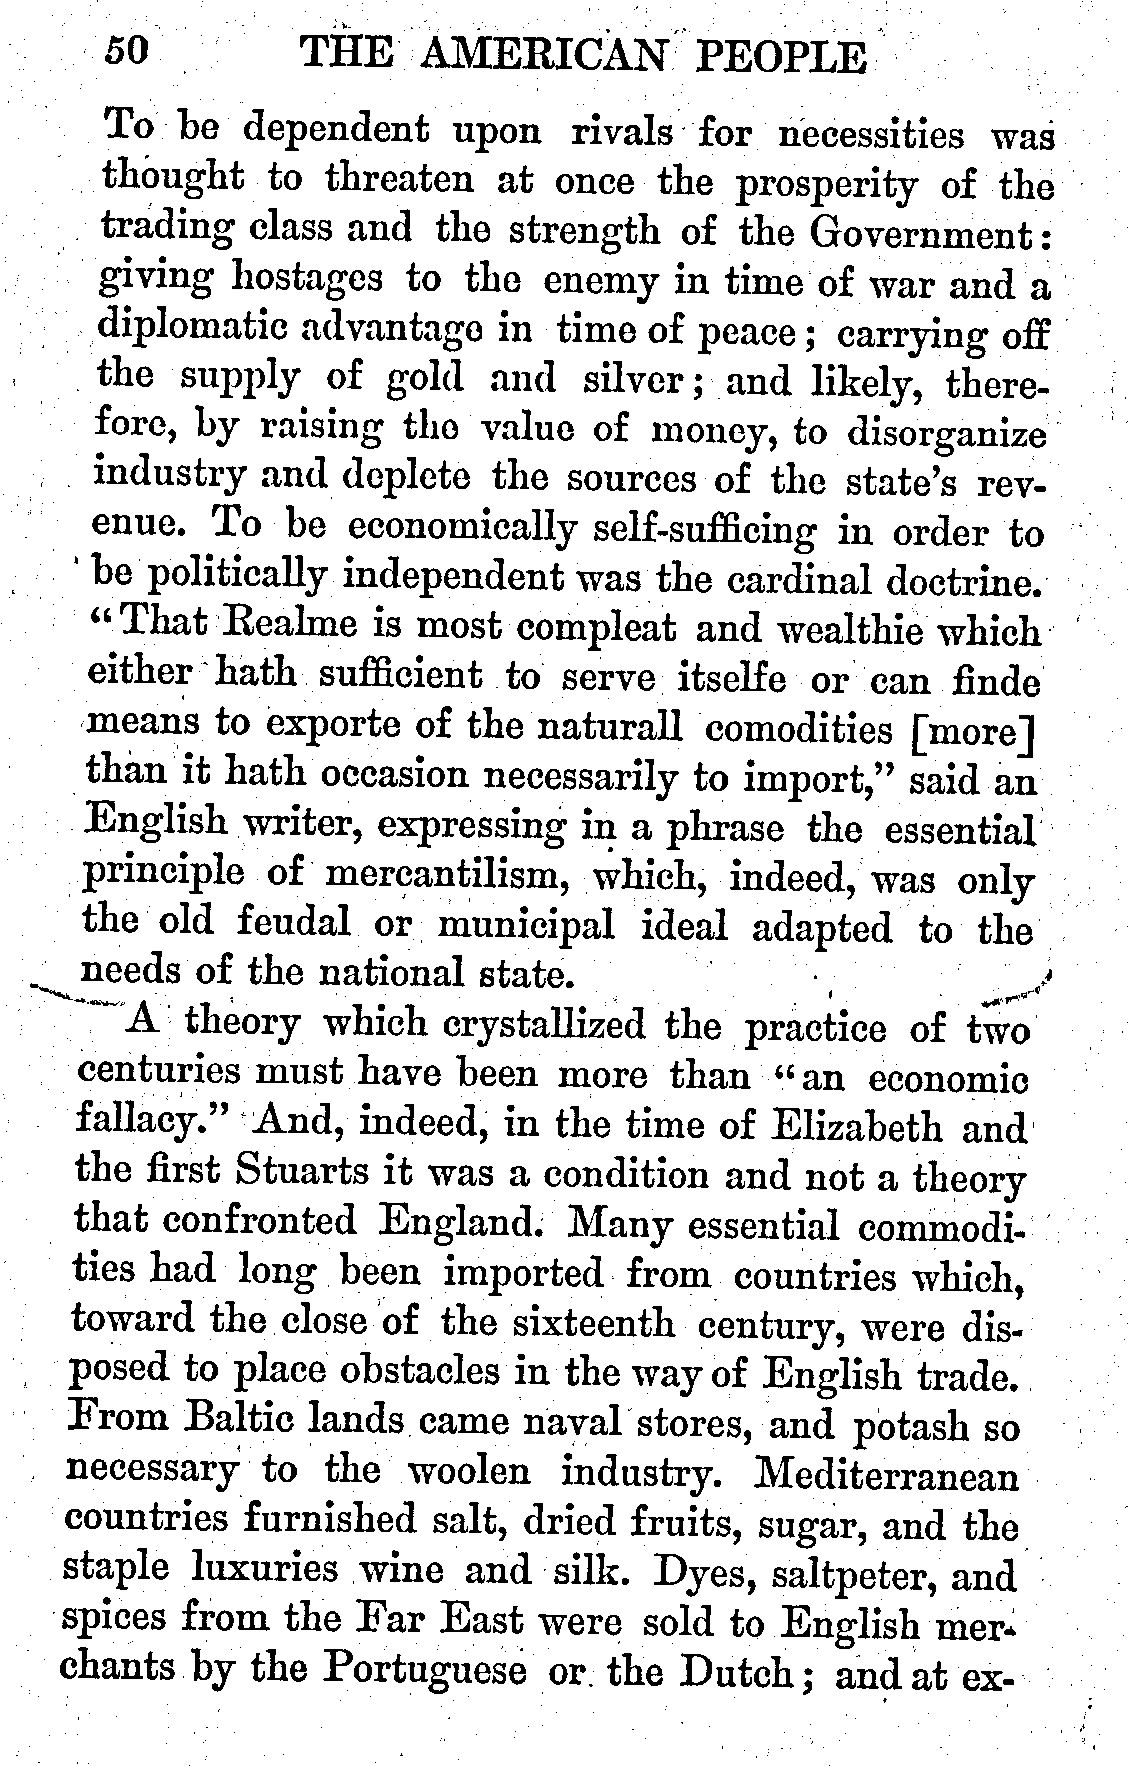 50 THE AMERICAN PEOPLE
To be dependent upon rivals for necessities was
thought to threaten at once the prosperity of the
trading class and the strength of the Government:
giving hostages to the enemy in time of war and a
diplomatic advantage in time of peace; carrying off
the supply of gold and silver; and likely, there-
fore, by raising the value of money, to disorganize
industry and deplete the sources of the state's rev-
enue. To be economically self-sufficing in order to
be politically independent was the cardinal doctrine.
"That Realme is most compleat and wealthie which
either hath sufficient to serve itselfe or can finde
means to exporte of the naturall comodities [more]
than it hath occasion necessarily to import," said an
English writer, expressing in a phrase the essential
principle of mercantilism, which, indeed, was only
the old feudal or municipal ideal adapted to the
needs of the national state.
A theory which crystallized the practice of two
centuries must have been more than "an economic
fallacy." And, indeed, in the time of Elizabeth and
the first Stuarts it was a condition and not a theory
that confronted England. Many essential commodi-
ties had long been imported from countries which,
toward the close of the sixteenth century, were dis-
posed to place obstacles in the way of English trade.
From Baltic lands came naval stores, and potash so
necessary to the woolen industry. Mediterranean
countries furnished salt, dried fruits, sugar, and the
staple luxuries wine and silk. Dyes, saltpeter, and
spices from the Far East were sold to English mer-
chants by the Portuguese or the Dutch; and at ex-